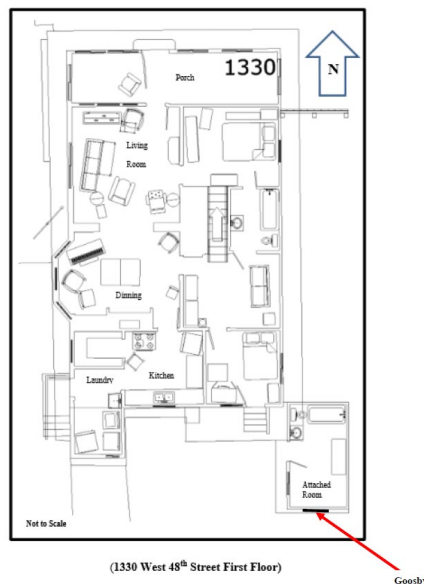 1330
N
Porch
Living
Room
Dinning
Laundry
Kitchen
Attached
Room
Not to Scale
(1330 West 48th Street First Floor)
Goosby